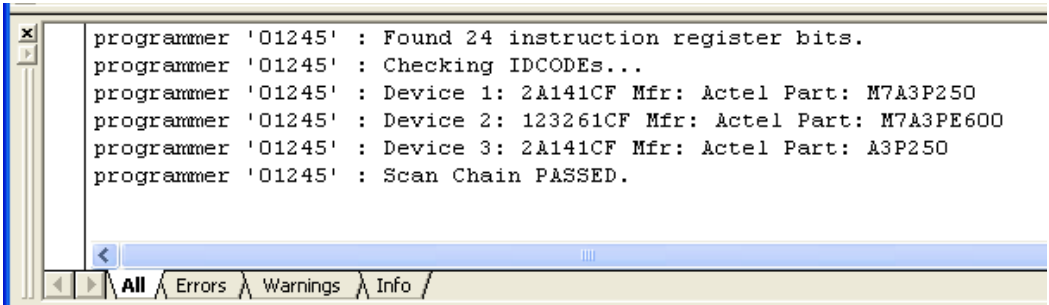 programmer '01245' : Found 24 instruction register bits.
programmer '01245' : Checking IDCODEs...
programmer '01245' : Device 1: 2A141CF Mfr: Actel Part: M7A3P250
programmer '01245' : Device 2: 123261CF Mfr: Actel Part: M7A3PE600
programmer '01245' : Device 3: 2A141CF Mfr: Actel Part: A3P250
programmer '01245' : Scan Chain PASSED.
All Errors Warnings Info